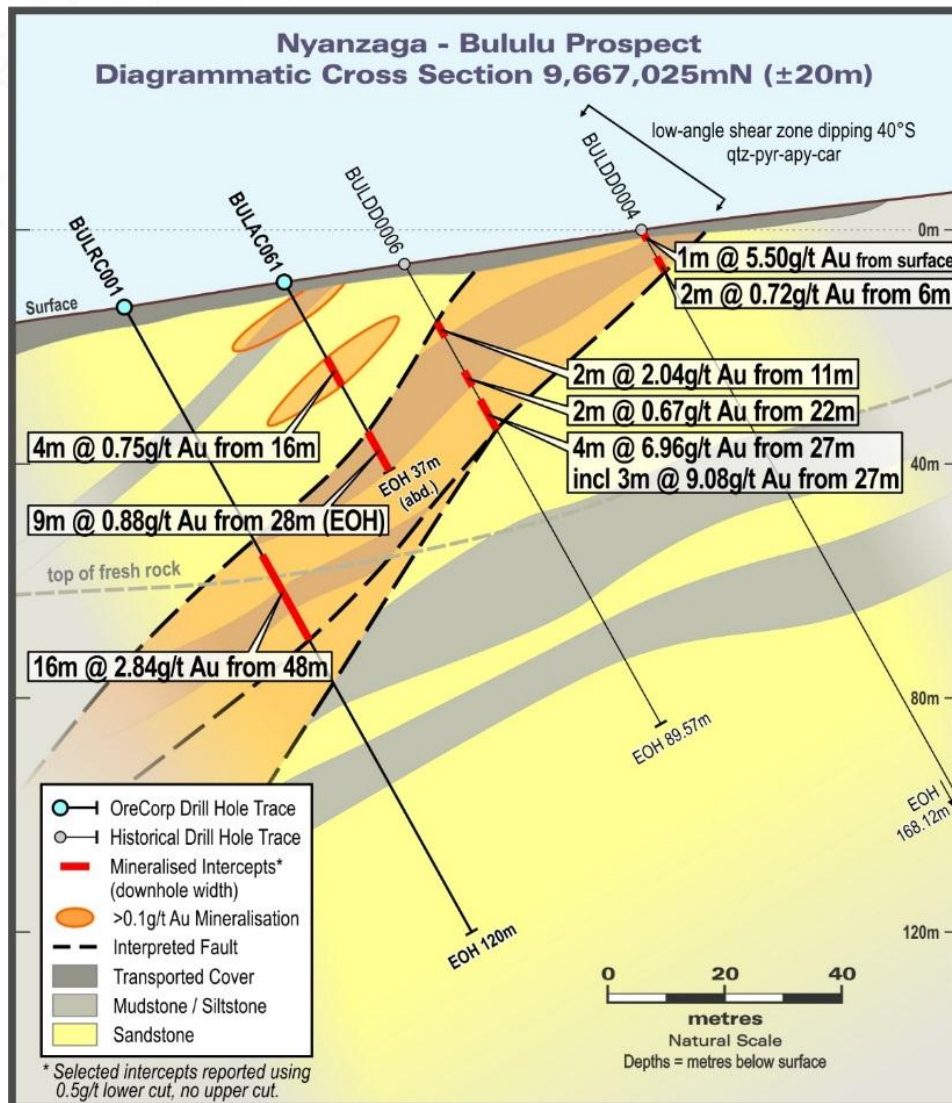 Nyanzaga - Bululu Prospect
Diagrammatic Cross Section 9,667,025mN (±20m)
low-angle shear zone dipping 40°S
qtz-pyr-apy-car
BULRC001
BULAC061
BULDD0006
BULDD0004
Surface
0m
1m @ 5.50g/t Au from surface
2m @ 0.72g/t Au from 6m
2m @ 2.04g/t Au from 11m
2m @ 0.67g/t Au from 22m
4m @ 6.96g/t Au from 27m
incl 3m @ 9.08g/t Au from 27m
4m @ 0.75g/t Au from 16m
40m
EOH 37m
(abd.)
9m @ 0.88g/t Au from 28m (EOH)
top of fresh rock
16m @ 2.84g/t Au from 48m
80m
EOH 89.57m
EOH
168.12m
EOH 120m
120m
OreCorp Drill Hole Trace
Historical Drill Hole Trace
Mineralised Intercepts*
(downhole width)
>0.1g/t Au Mineralisation
Interpreted Fault
Transported Cover
Mudstone / Siltstone
Sandstone
* Selected intercepts reported using
0.5g/t lower cut, no upper cut.
0 20 40
metres
Natural Scale
Depths = metres below surface